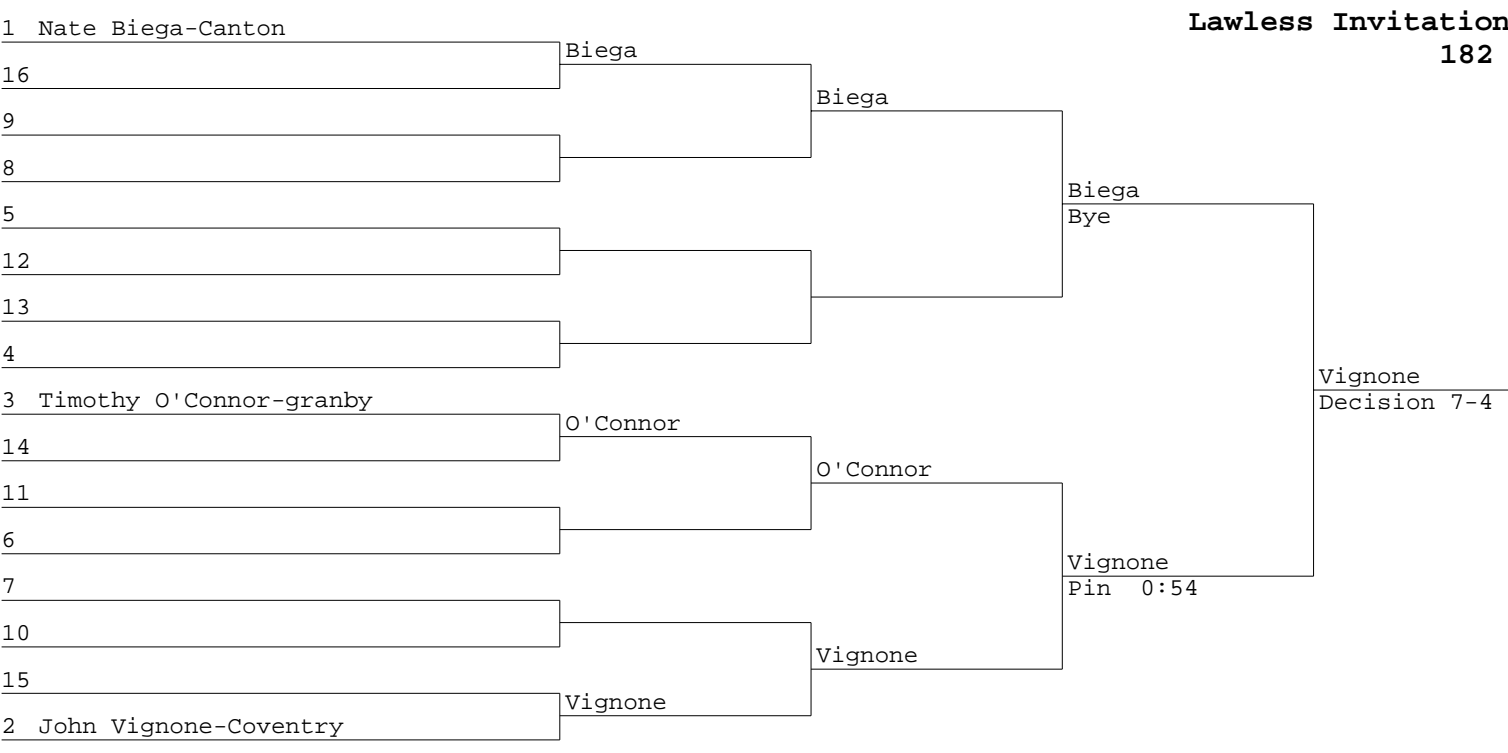 Lawless Invitation
182
1 Nate Biega-Canton
16
9
8
5
12
13
4
3 Timothy O'Connor-granby
14
11
6
7
10
15
2 John Vignone-Coventry
Biega
O'Connor
Vignone
Biega
O'Connor
Vignone
Biega
Bye
Vignone
Pin 0:54
Vignone
Decision 7-4